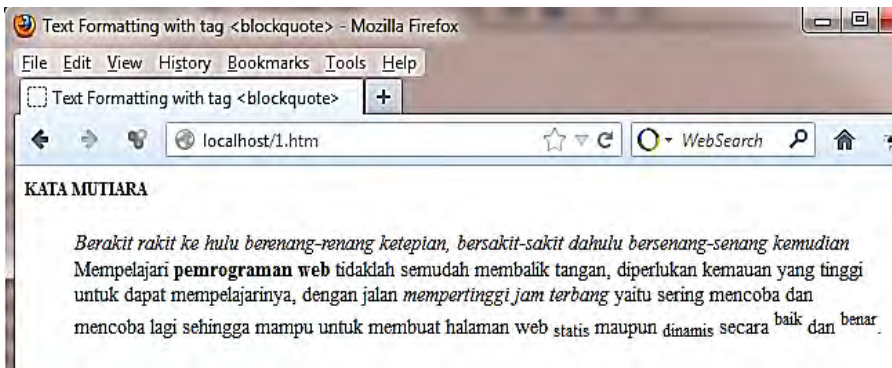 Text Formatting with tag <blockquote> - Mozilla Firefox
File Edit View History Bookmarks Tools Help
Text Formatting with tag <blockquote> +
localhost/1.htm WebSearch
KATA MUTIARA
Berakit rakit ke hulu berenang-renang ketepian, bersakit-sakit dahulu bersenang-senang kemudian
Mempelajari pemrograman web tidaklah semudah membalik tangan, diperlukan kemauan yang tinggi
untuk dapat mempelajarinya, dengan jalan mempertinggi jam terbang yaitu sering mencoba dan
mencoba lagi sehingga mampu untuk membuat halaman web statis maupun dinamis secara baik dan benar.